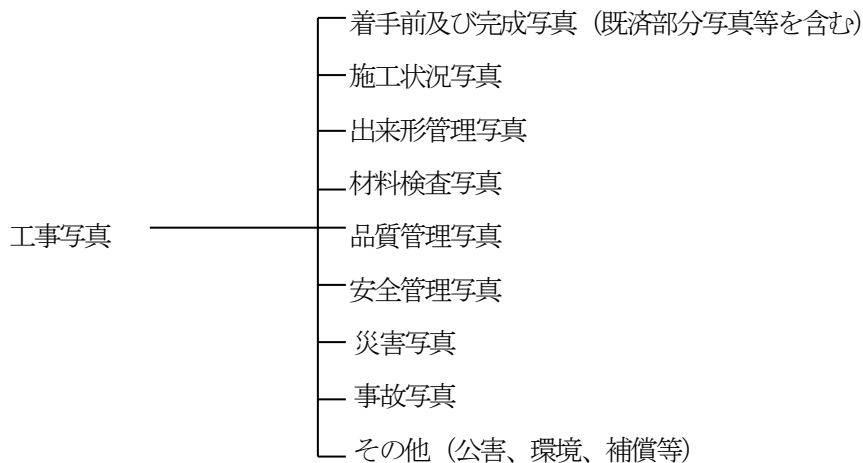 着手前及び完成写真（既済部分写真等を含む）
施工状況写真
出来形管理写真
材料検査写真
工事写真
品質管理写真
安全管理写真
災害写真
事故写真
その他（公害、環境、補償等）